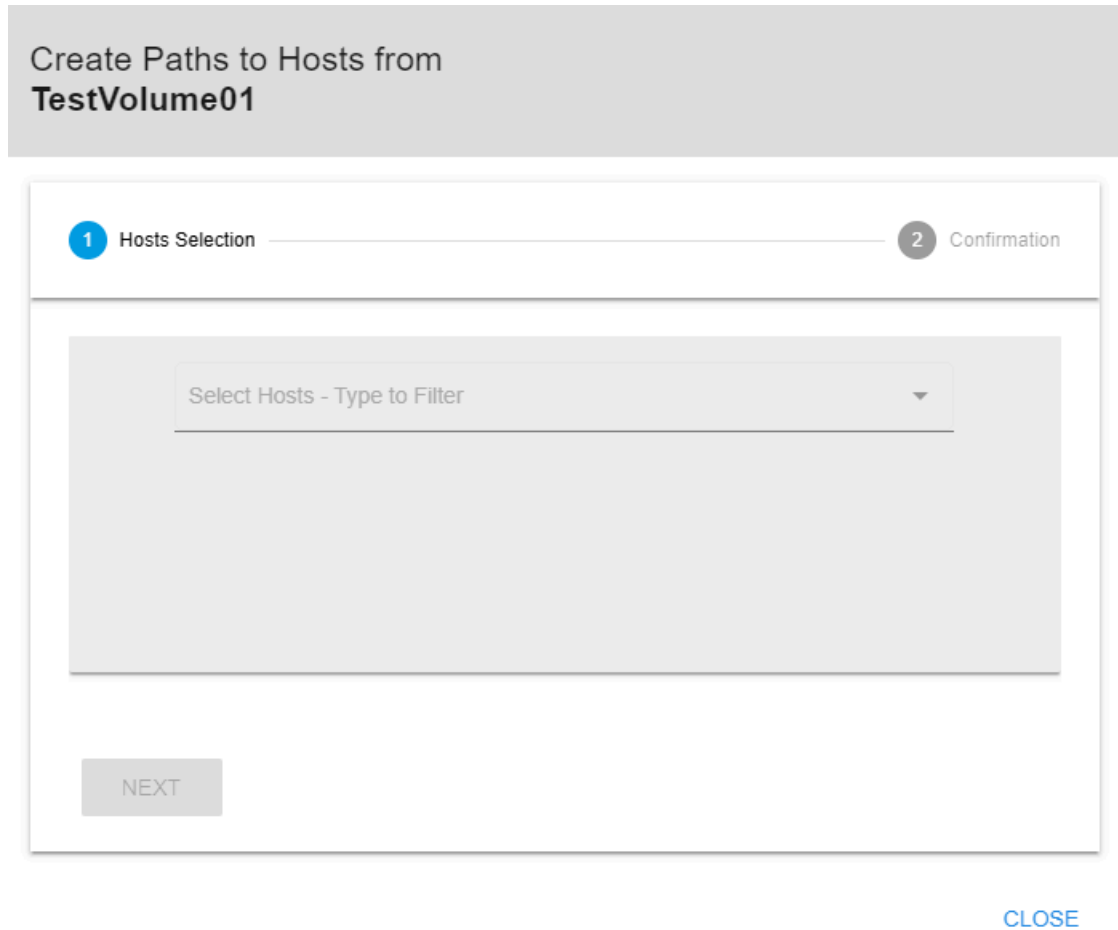 Create Paths to Hosts from
TestVolume01
1 Hosts Selection 2 Confirmation
Select Hosts - Type to Filter
NEXT
CLOSE